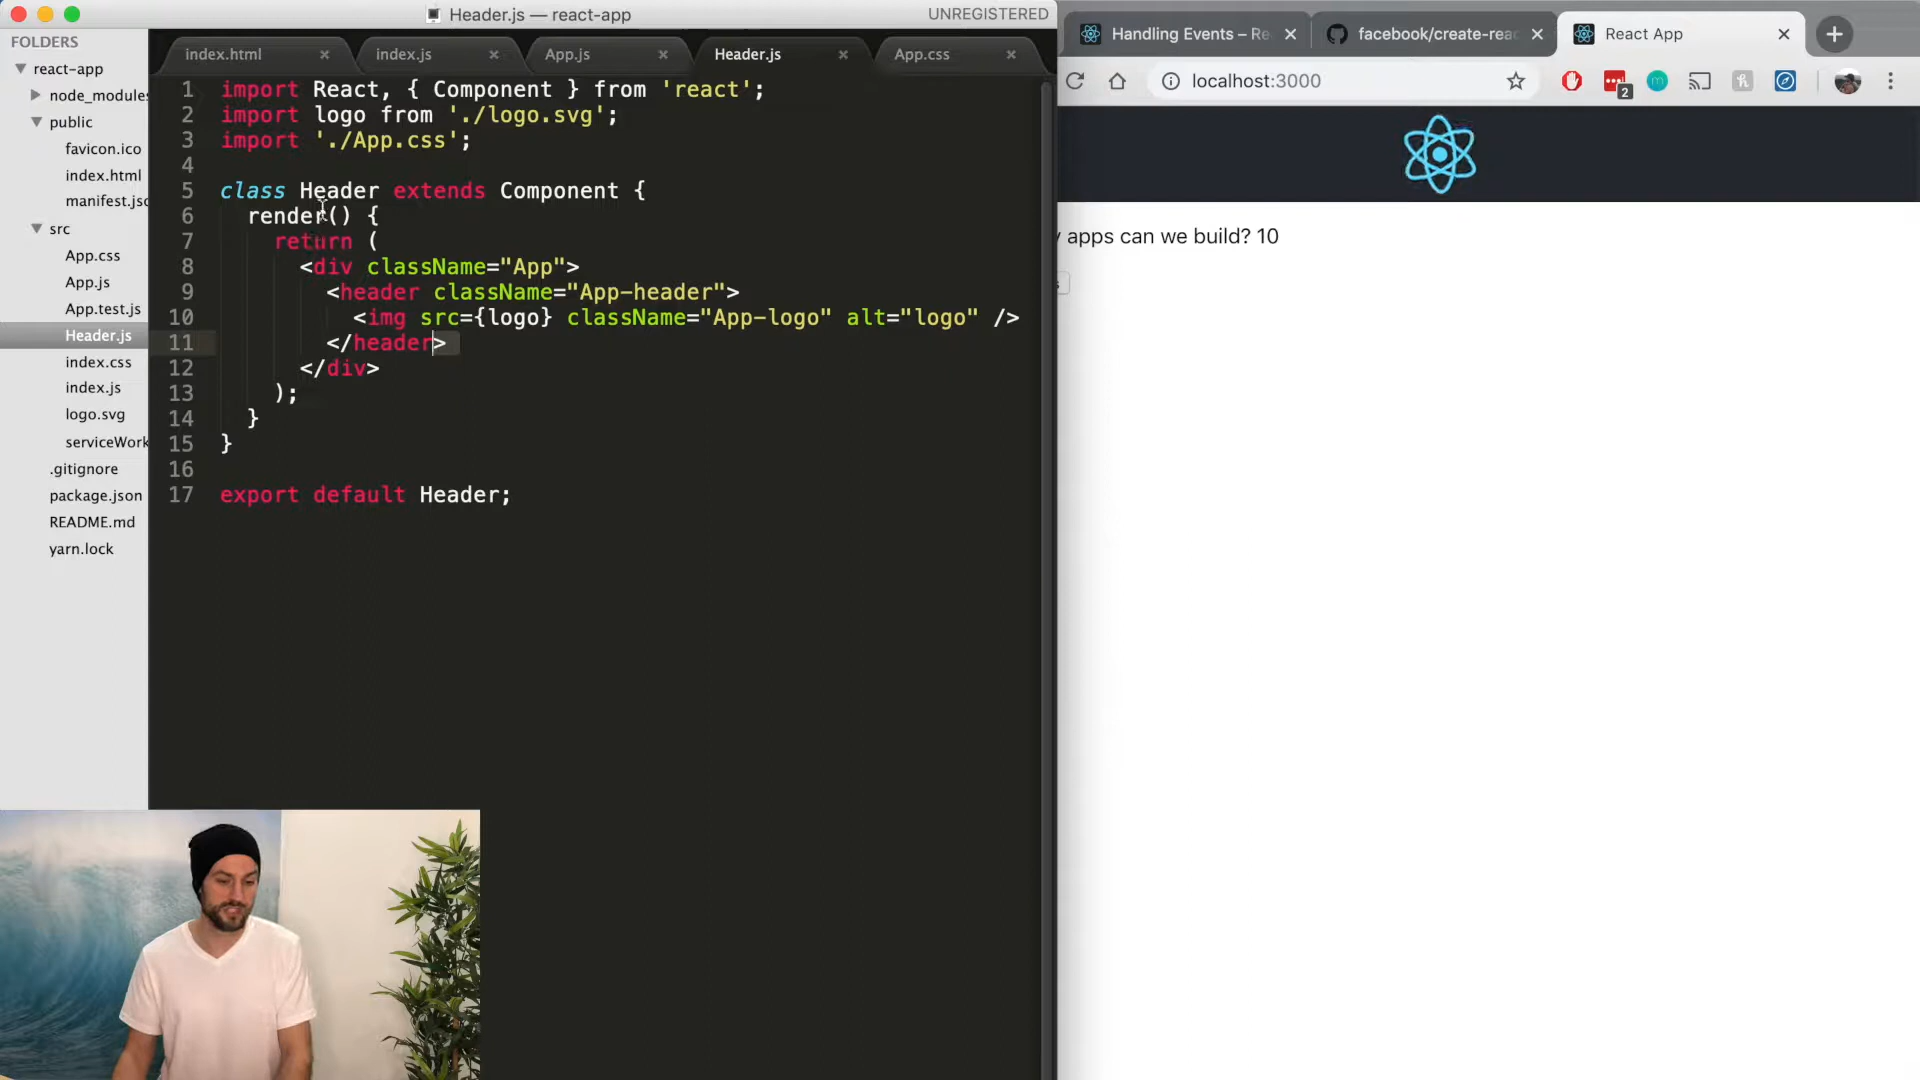 Header.js — react-app
UNREGISTERED
FOLDERS
react-app
node_modules
public
favicon.ico
index.html
manifest.jsc
src
App.css
App.js
App.test.js
Header.js
index.css
index.js
logo.svg
serviceWork
.gitignore
package.json
README.md
yarn.lock
index.html
index.js
App.js
Header.js
App.css
1 import React, { Component } from 'react';
2 import logo from './logo.svg';
3 import './App.css';
4
5 class Header extends Component {
6 render() {
7 return (
8 <div className="App">
9 <header className="App-header">
10 <img src={logo} className="App-logo" alt="logo" />
11 </header>
12 </div>
13 );
14 }
15 }
16
17 export default Header;
Handling Events – Re
facebook/create-reac
React App
localhost:3000
2
y apps can we build? 10
s